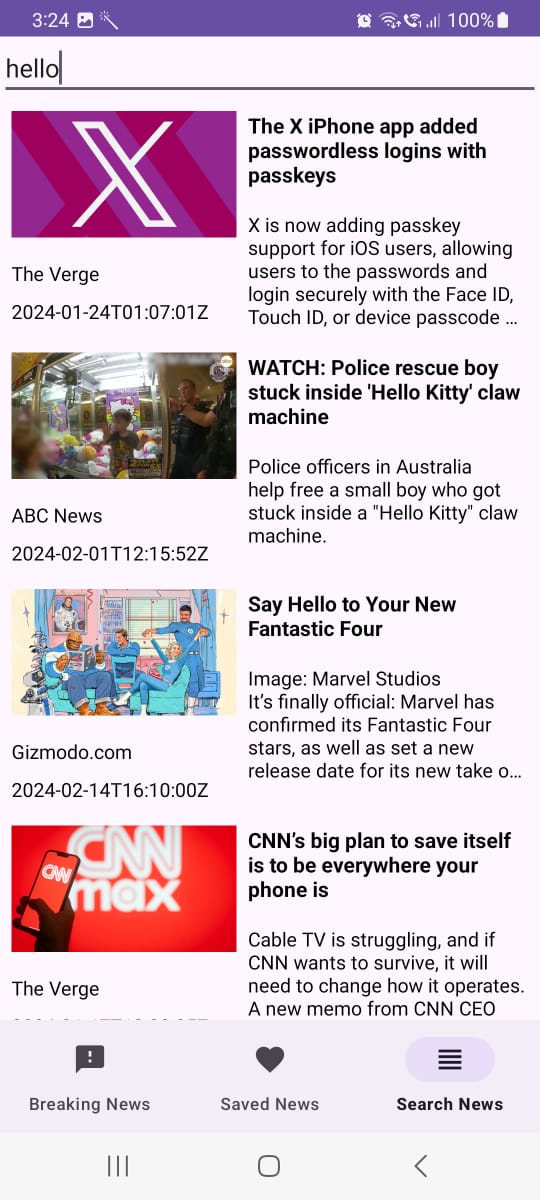 3:24
100%
hello
The X iPhone app added
passwordless logins with
passkeys
X is now adding passkey
support for iOS users, allowing
users to the passwords and
login securely with the Face ID,
Touch ID, or device passcode ...
The Verge
2024-01-24T01:07:01Z
WATCH: Police rescue boy
stuck inside 'Hello Kitty' claw
machine
Police officers in Australia
help free a small boy who got
stuck inside a "Hello Kitty" claw
machine.
ABC News
2024-02-01T12:15:52Z
Say Hello to Your New
Fantastic Four
Image: Marvel Studios
It’s finally official: Marvel has
confirmed its Fantastic Four
stars, as well as set a new
release date for its new take o...
Gizmodo.com
2024-02-14T16:10:00Z
CNN
max
CNN
CNN’s big plan to save itself
is to be everywhere your
phone is
Cable TV is struggling, and if
CNN wants to survive, it will
need to change how it operates.
A new memo from CNN CEO
The Verge
Breaking News
Saved News
Search News